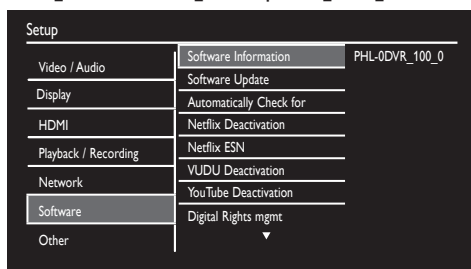 Setup
Video / Audio
Display
HDMI
Playback / Recording
Network
Software
Other
Software Information
Software Update
Automatically Check for
Netflix Deactivation
Netflix ESN
VUDU Deactivation
YouTube Deactivation
Digital Rights mgmt
PHL-0DVR_100_0